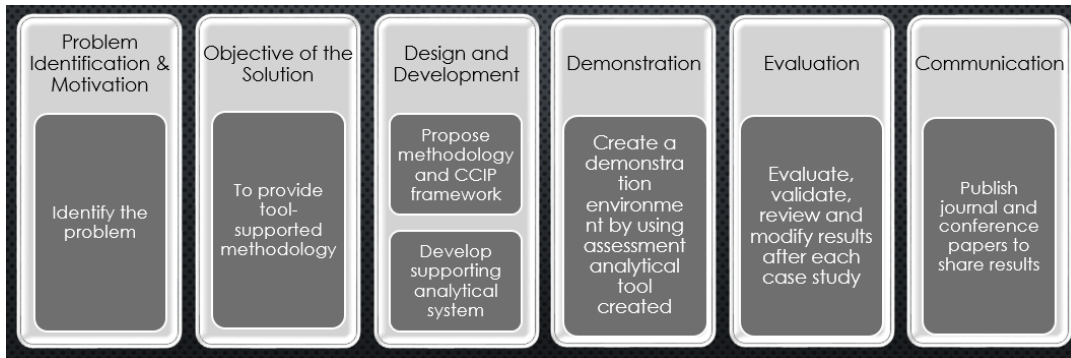 Problem
Identification &
Motivation
Identify the
problem
Objective of the
Solution
To provide
tool-
supported
methodology
Design and
Development
Propose
methodology
and CCIP
framework
Develop
supporting
analytical
system
Demonstration
Create a
demonstra
tion
environme
nt by using
assessment
analytical
tool
created
Evaluation
Evaluate,
validate,
review and
modify results
after each
case study
Communication
Publish
journal and
conference
papers to
share results